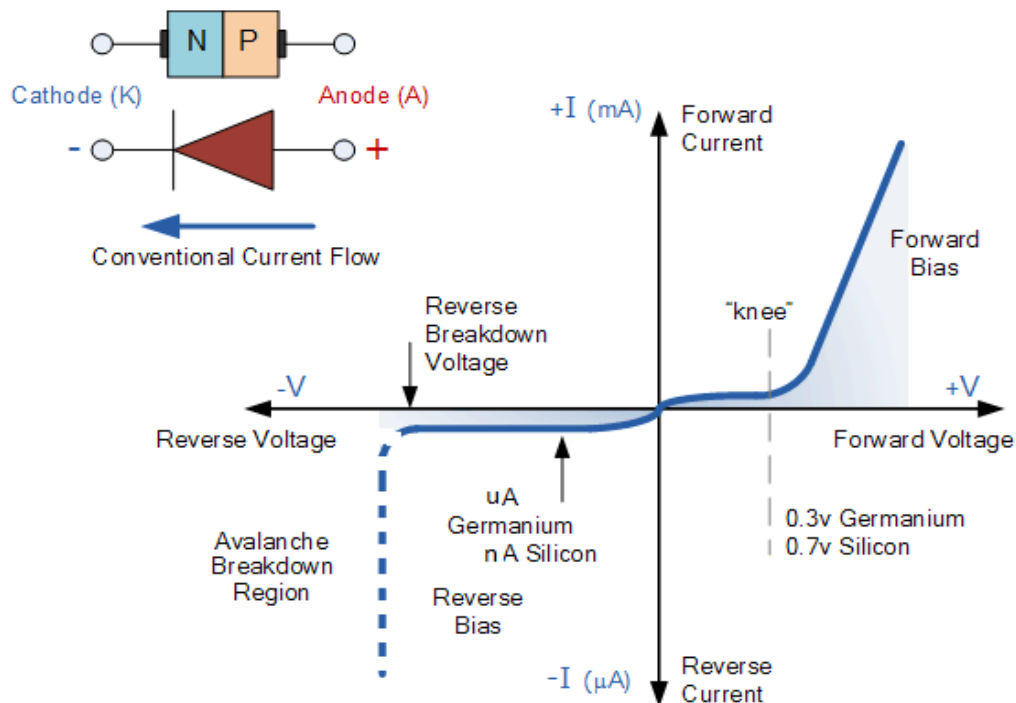 N P
Cathode (K)
Anode (A)
- +
Conventional Current Flow
+I (mA)
Forward
Current
Forward
Bias
"knee"
Reverse
Breakdown
Voltage
-V
+V
Reverse Voltage
Forward Voltage
uA
Germanium
nA Silicon
0.3v Germanium
0.7v Silicon
Avalanche
Breakdown
Region
Reverse
Bias
-I (μA)
Reverse
Current